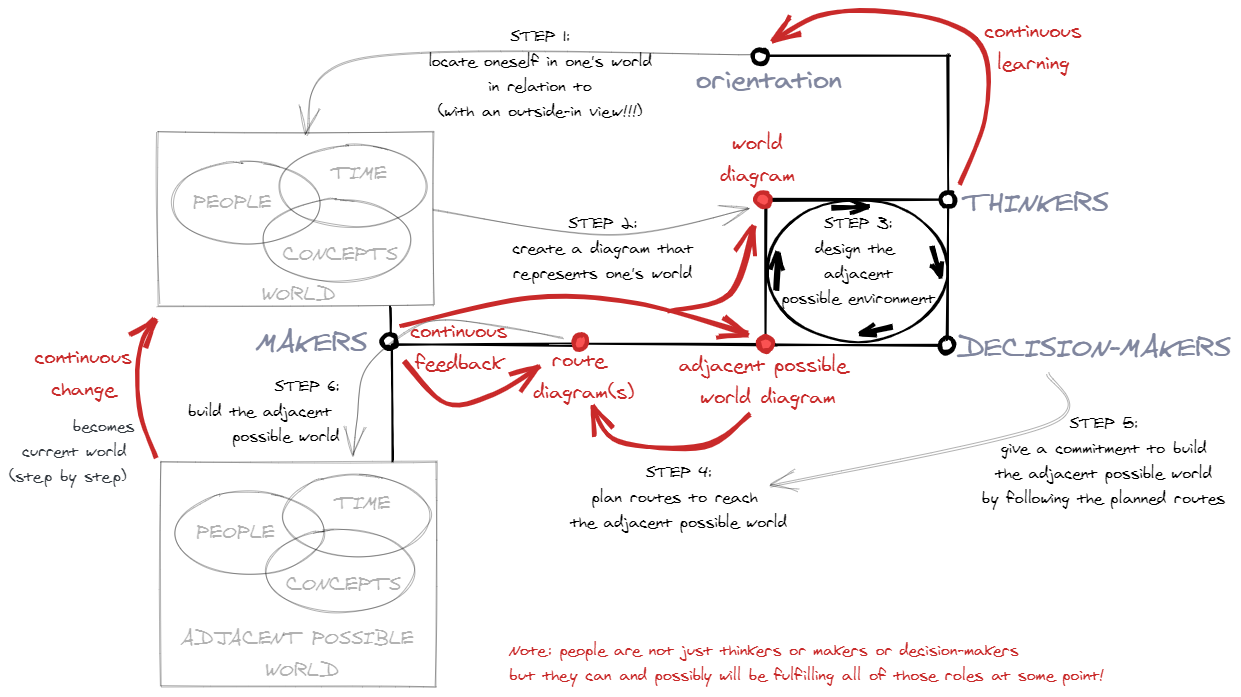 STEP 1:
locate oneself in one's world
in relation to
(with an outside-in view!!!)
orientation
continuous
learning
world
diagram
PEOPLE
TIME
CONCEPTS
WORLD
STEP 2:
create a diagram that
represents one's world
THINKERS
STEP 3:
design the
adjacent
possible environment
MAKERS
continuous
feedback
route
diagram(s)
adjacent possible
world diagram
DECISION-MAKERS
continuous
change
becomes
current world
(step by step)
STEP 6:
build the adjacent
possible world
STEP 4:
plan routes to reach
the adjacent possible world
STEP 5:
give a commitment to build
the adjacent possible world
by following the planned routes
PEOPLE
TIME
CONCEPTS
ADJACENT POSSIBLE
WORLD
Note: people are not just thinkers or makers or decision-makers
but they can and possibly will be fulfilling all of those roles at some point!